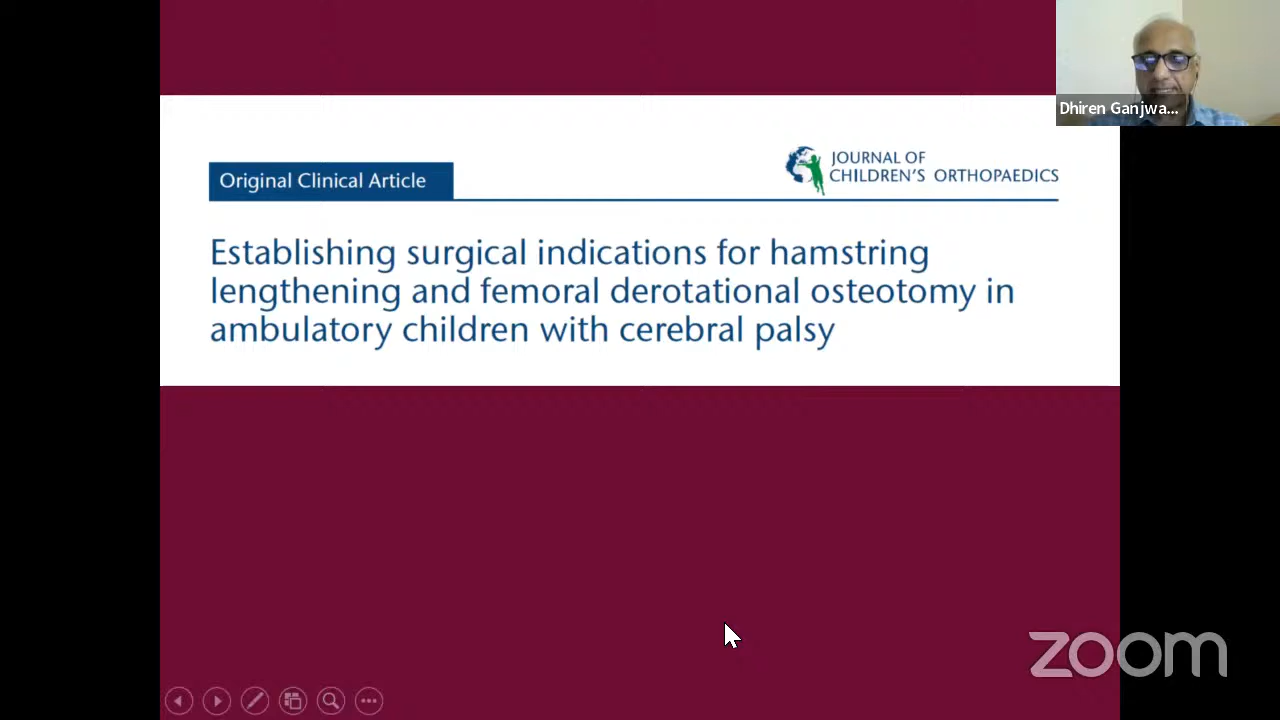 Dhiren Ganjwa...
Original Clinical Article
JOURNAL OF
CHILDREN'S ORTHOPAEDICS
Establishing surgical indications for hamstring
lengthening and femoral derotational osteotomy in
ambulatory children with cerebral palsy
zoom